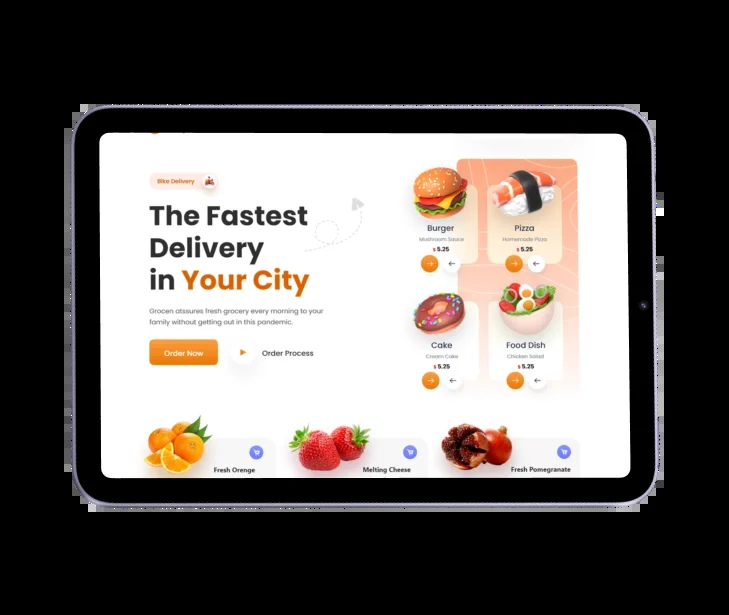 Bike Delivery
The Fastest
Delivery
in Your City
Grocen atssures fresh grocery every morning to your
family without getting out in this pandemic.
Order Now
Order Process
Burger
Mushroom Sauce
$ 5.25
Pizza
Homemade Pizza
$ 5.25
Cake
Cream Cake
$ 5.25
Food Dish
Chicken Salad
$ 5.25
Fresh Orenge
Melting Cheese
Fresh Pomegranate